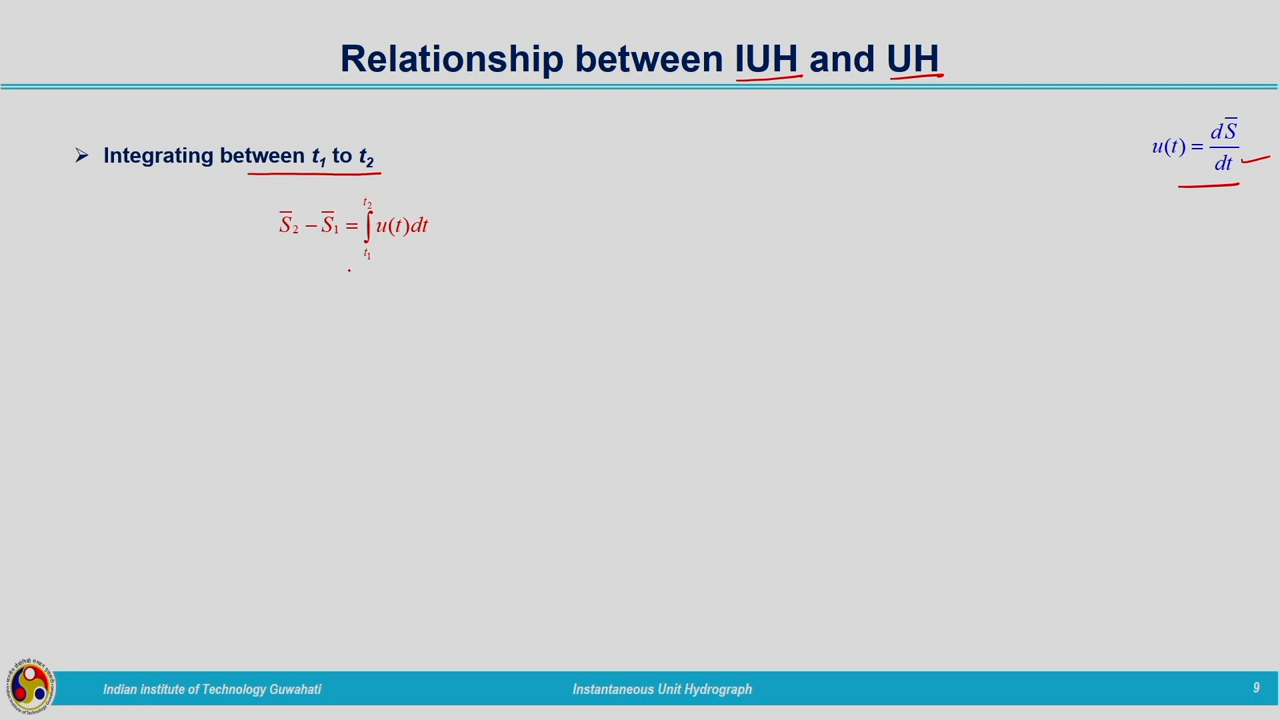 Relationship between IUH and UH
➢ Integrating between t₁ to t₂
u(t) = dS̅/dt
S̅₂ − S̅₁ = ∫ₜ₁^t₂ u(t)dt
Indian institute of Technology Guwahati
Instantaneous Unit Hydrograph
9